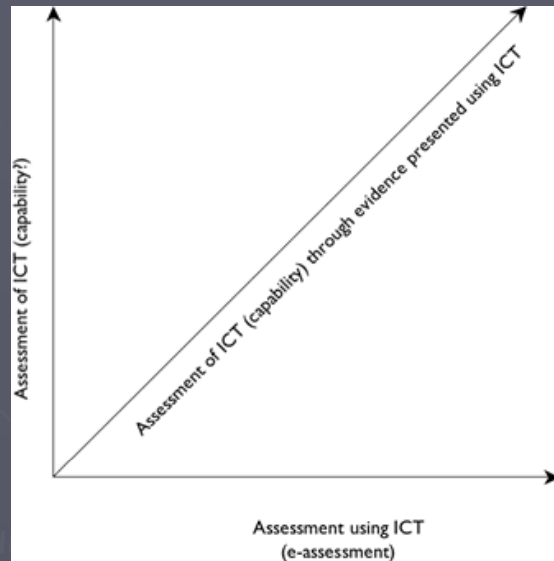 Assessment of ICT (capability?)
Assessment of ICT (capability) through evidence presented using ICT
Assessment using ICT
(e-assessment)